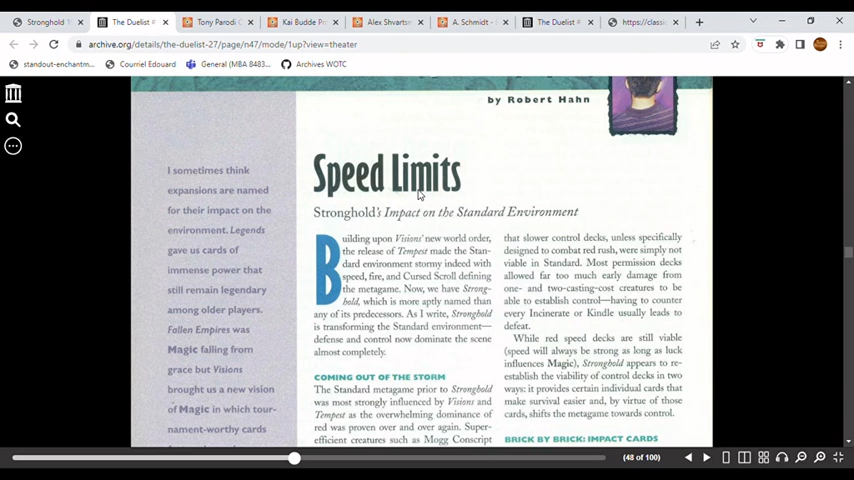 Stronghold 1
The Duelist #
Tony Parodi C
Kai Budde Pro
Alex Shvartsm
A. Schmidt -
The Duelist #
https://classic
archive.org/details/the-duelist-27/page/n47/mode/1up?view=theater
standout-enchantm...
Courriel Edouard
General (MBA 8483...
Archives WOTC
by Robert Hahn
Speed Limits
Stronghold's Impact on the Standard Environment
I sometimes think
expansions are named
for their impact on the
environment. Legends
gave us cards of
immense power that
still remain legendary
among older players.
Fallen Empires was
Magic falling from
grace but Visions
brought us a new vision
of Magic in which tour-
nament-worthy cards
Building upon Visions' new world order,
the release of Tempest made the Stan-
dard environment stormy indeed with
speed, fire, and Cursed Scroll defining
the metagame. Now, we have Strong-
hold, which is more aptly named than
any of its predecessors. As I write, Stronghold
is transforming the Standard environment—
defense and control now dominate the scene
almost completely.
COMING OUT OF THE STORM
The Standard metagame prior to Stronghold
was most strongly influenced by Visions and
Tempest as the overwhelming dominance of
red was proven over and over again. Super-
efficient creatures such as Mogg Conscript
that slower control decks, unless specifically
designed to combat red rush, were simply not
viable in Standard. Most permission decks
allowed far too much early damage from
one- and two-casting-cost creatures to be
able to establish control—having to counter
every Incinerate or Kindle usually leads to
defeat.
While red speed decks are still viable
(speed will always be strong as long as luck
influences Magic), Stronghold appears to re-
establish the viability of control decks in two
ways: it provides certain individual cards that
make survival easier and, by virtue of those
cards, shifts the metagame towards control.
BRICK BY BRICK: IMPACT CARDS
(48 of 100)